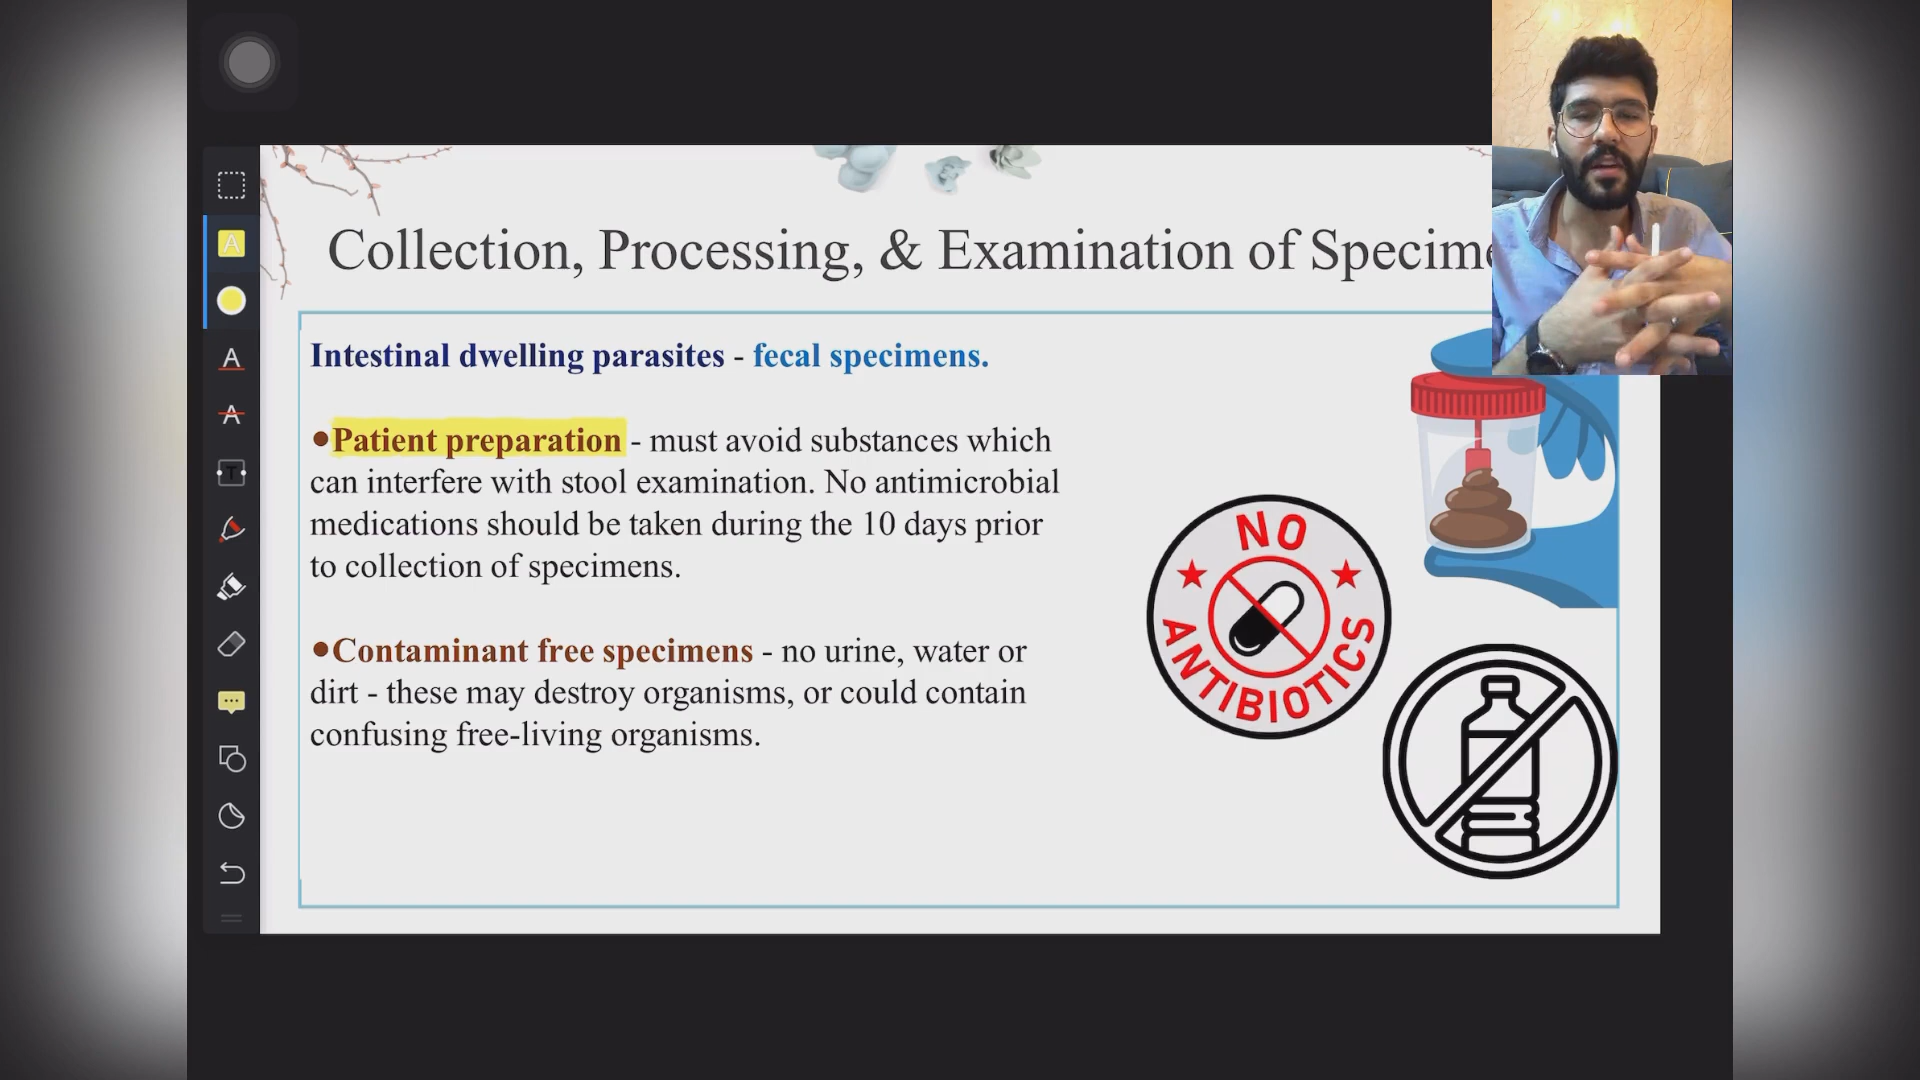 Collection, Processing, & Examination of Specime
Intestinal dwelling parasites - fecal specimens.
•Patient preparation - must avoid substances which
can interfere with stool examination. No antimicrobial
medications should be taken during the 10 days prior
to collection of specimens.
•Contaminant free specimens - no urine, water or
dirt - these may destroy organisms, or could contain
confusing free-living organisms.
NO
ANTIBIOTICS
A
A
A
T